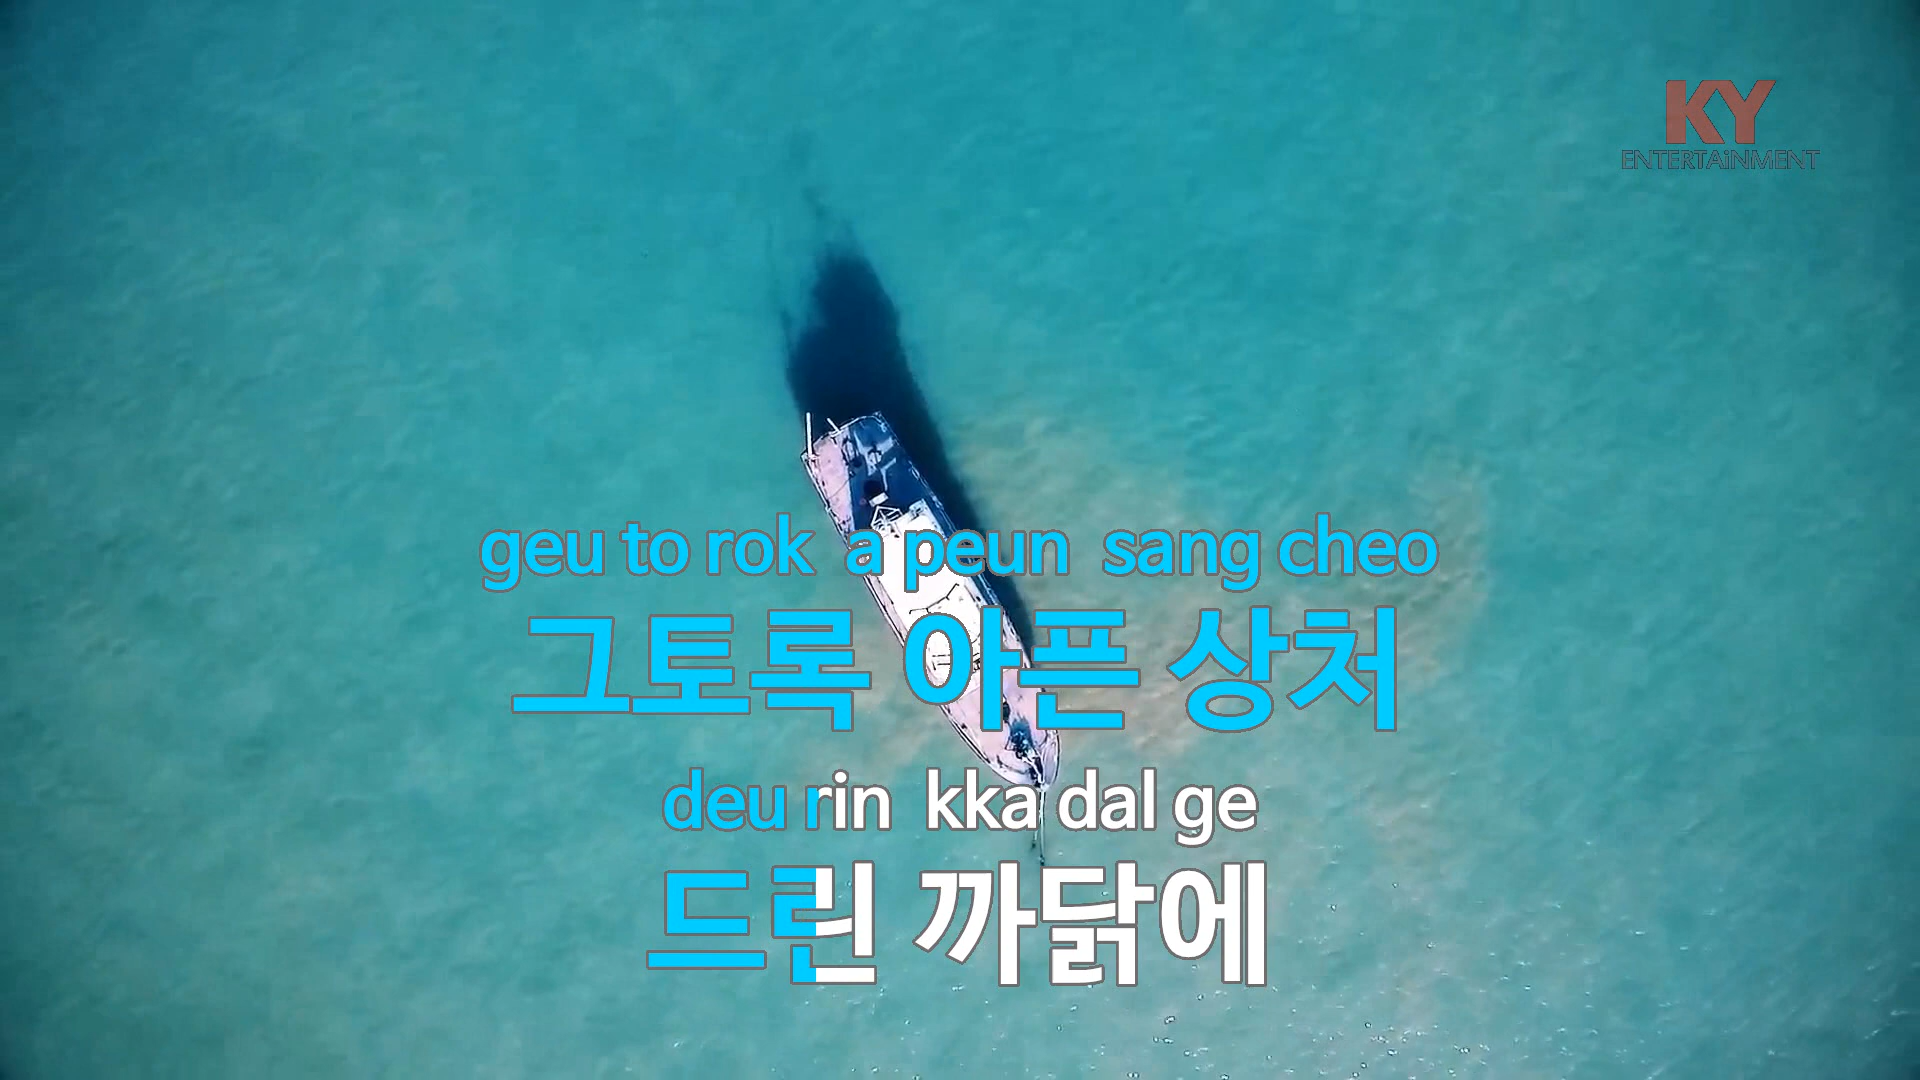 KY
ENTERTAiNMENT
geu to rok a peun sang cheo
그토록 아픈 상처
deu rin kka dal ge
드린 까닭에